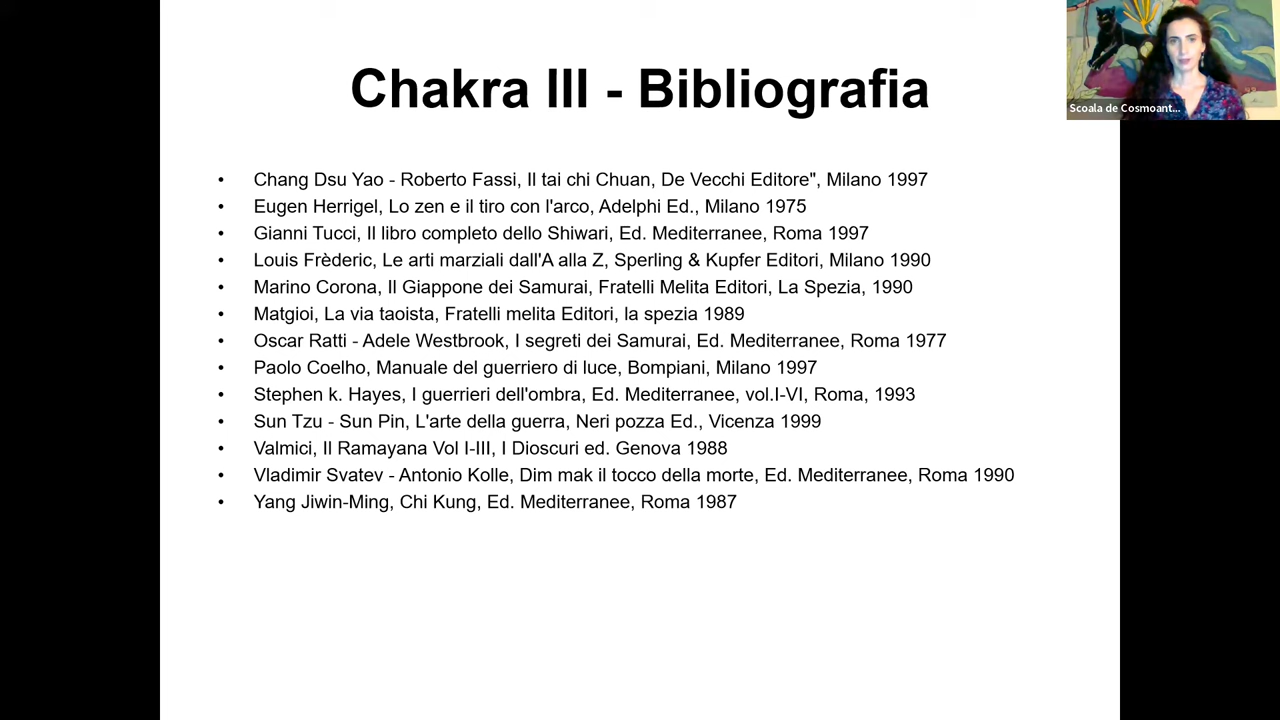 Chakra III - Bibliografia
Scoala de Cosmoant...
• Chang Dsu Yao - Roberto Fassi, Il tai chi Chuan, De Vecchi Editore", Milano 1997
• Eugen Herrigel, Lo zen e il tiro con l'arco, Adelphi Ed., Milano 1975
• Gianni Tucci, Il libro completo dello Shiwari, Ed. Mediterranee, Roma 1997
• Louis Frèderic, Le arti marziali dall'A alla Z, Sperling & Kupfer Editori, Milano 1990
• Marino Corona, Il Giappone dei Samurai, Fratelli Melita Editori, La Spezia, 1990
• Matgioi, La via taoista, Fratelli melita Editori, la spezia 1989
• Oscar Ratti - Adele Westbrook, I segreti dei Samurai, Ed. Mediterranee, Roma 1977
• Paolo Coelho, Manuale del guerriero di luce, Bompiani, Milano 1997
• Stephen k. Hayes, I guerrieri dell'ombra, Ed. Mediterranee, vol.I-VI, Roma, 1993
• Sun Tzu - Sun Pin, L'arte della guerra, Neri pozza Ed., Vicenza 1999
• Valmici, Il Ramayana Vol I-III, I Dioscuri ed. Genova 1988
• Vladimir Svatev - Antonio Kolle, Dim mak il tocco della morte, Ed. Mediterranee, Roma 1990
• Yang Jiwin-Ming, Chi Kung, Ed. Mediterranee, Roma 1987